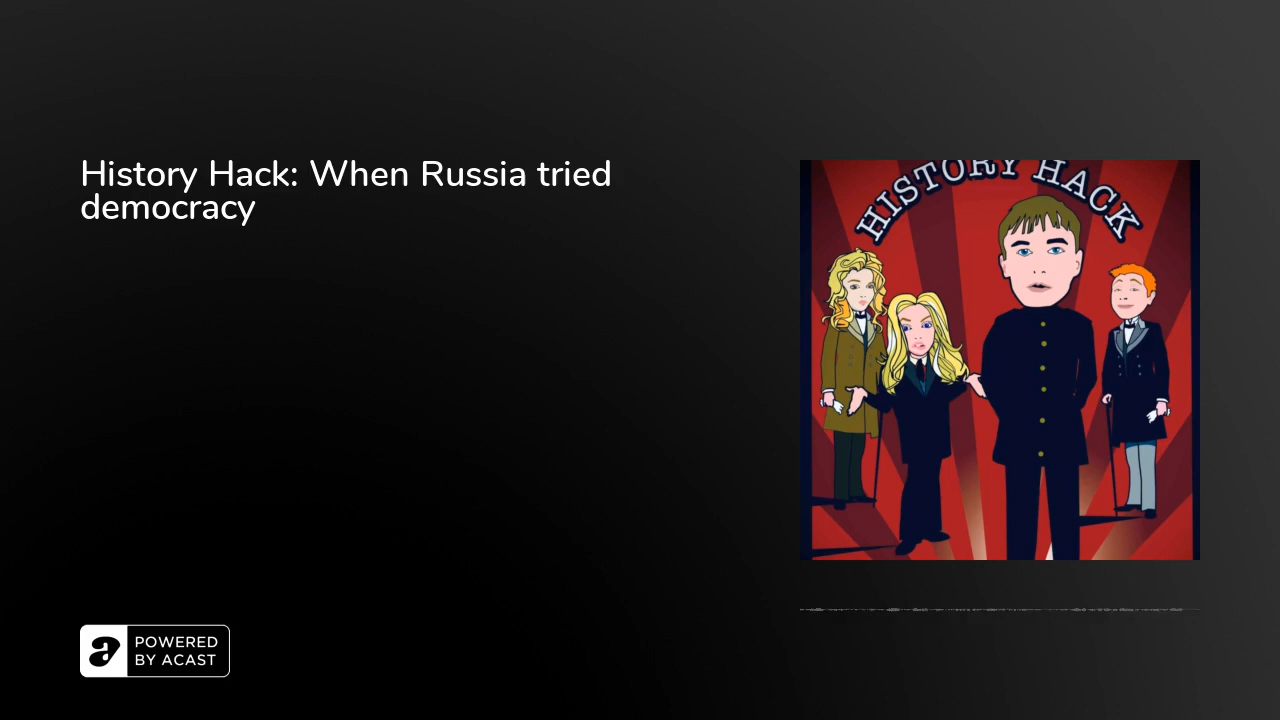 History Hack: When Russia tried
democracy
HISTORY HACK
POWERED
BY ACAST